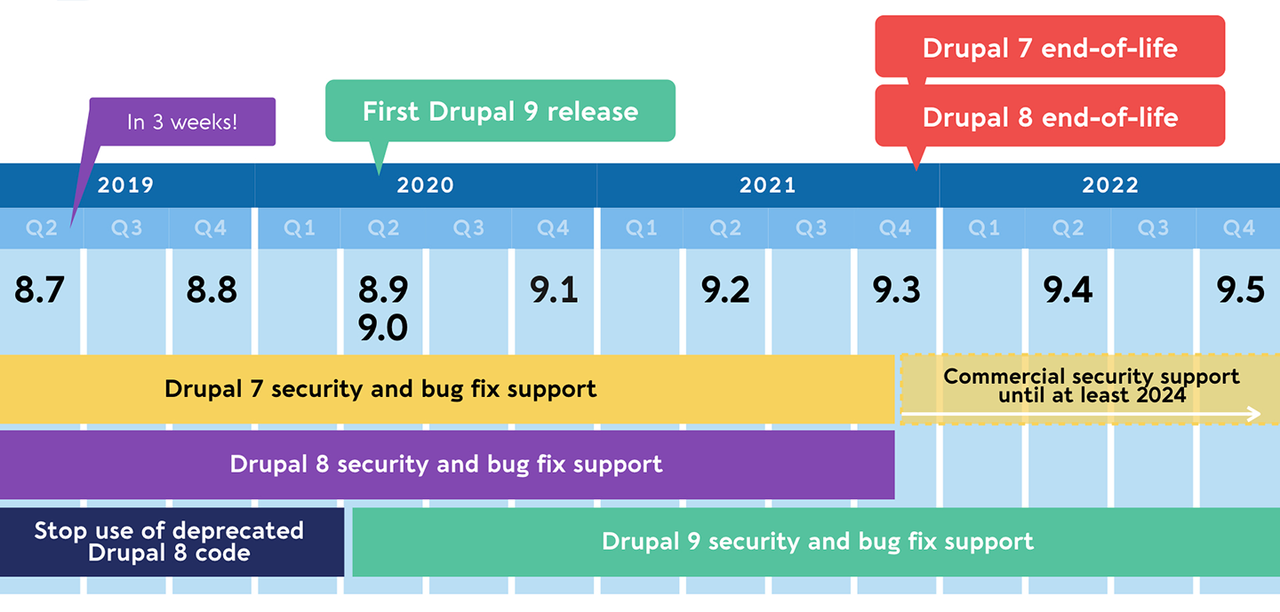 Drupal 7 end-of-life
First Drupal 9 release
In 3 weeks!
Drupal 8 end-of-life
2019 2020 2021 2022
Q2 Q3 Q4 Q1 Q2 Q3 Q4 Q1 Q2 Q3 Q4 Q1 Q2 Q3 Q4
8.7 8.8 8.9 9.1 9.2 9.3 9.4 9.5
9.0
Drupal 7 security and bug fix support
Commercial security support
until at least 2024
Drupal 8 security and bug fix support
Stop use of deprecated
Drupal 8 code
Drupal 9 security and bug fix support